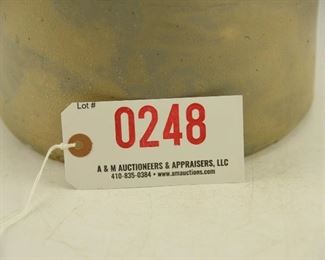 Lot #
0248
A & M AUCTIONEERS & APPRAISERS, LLC
410-835-0384 • www.amauctions.com